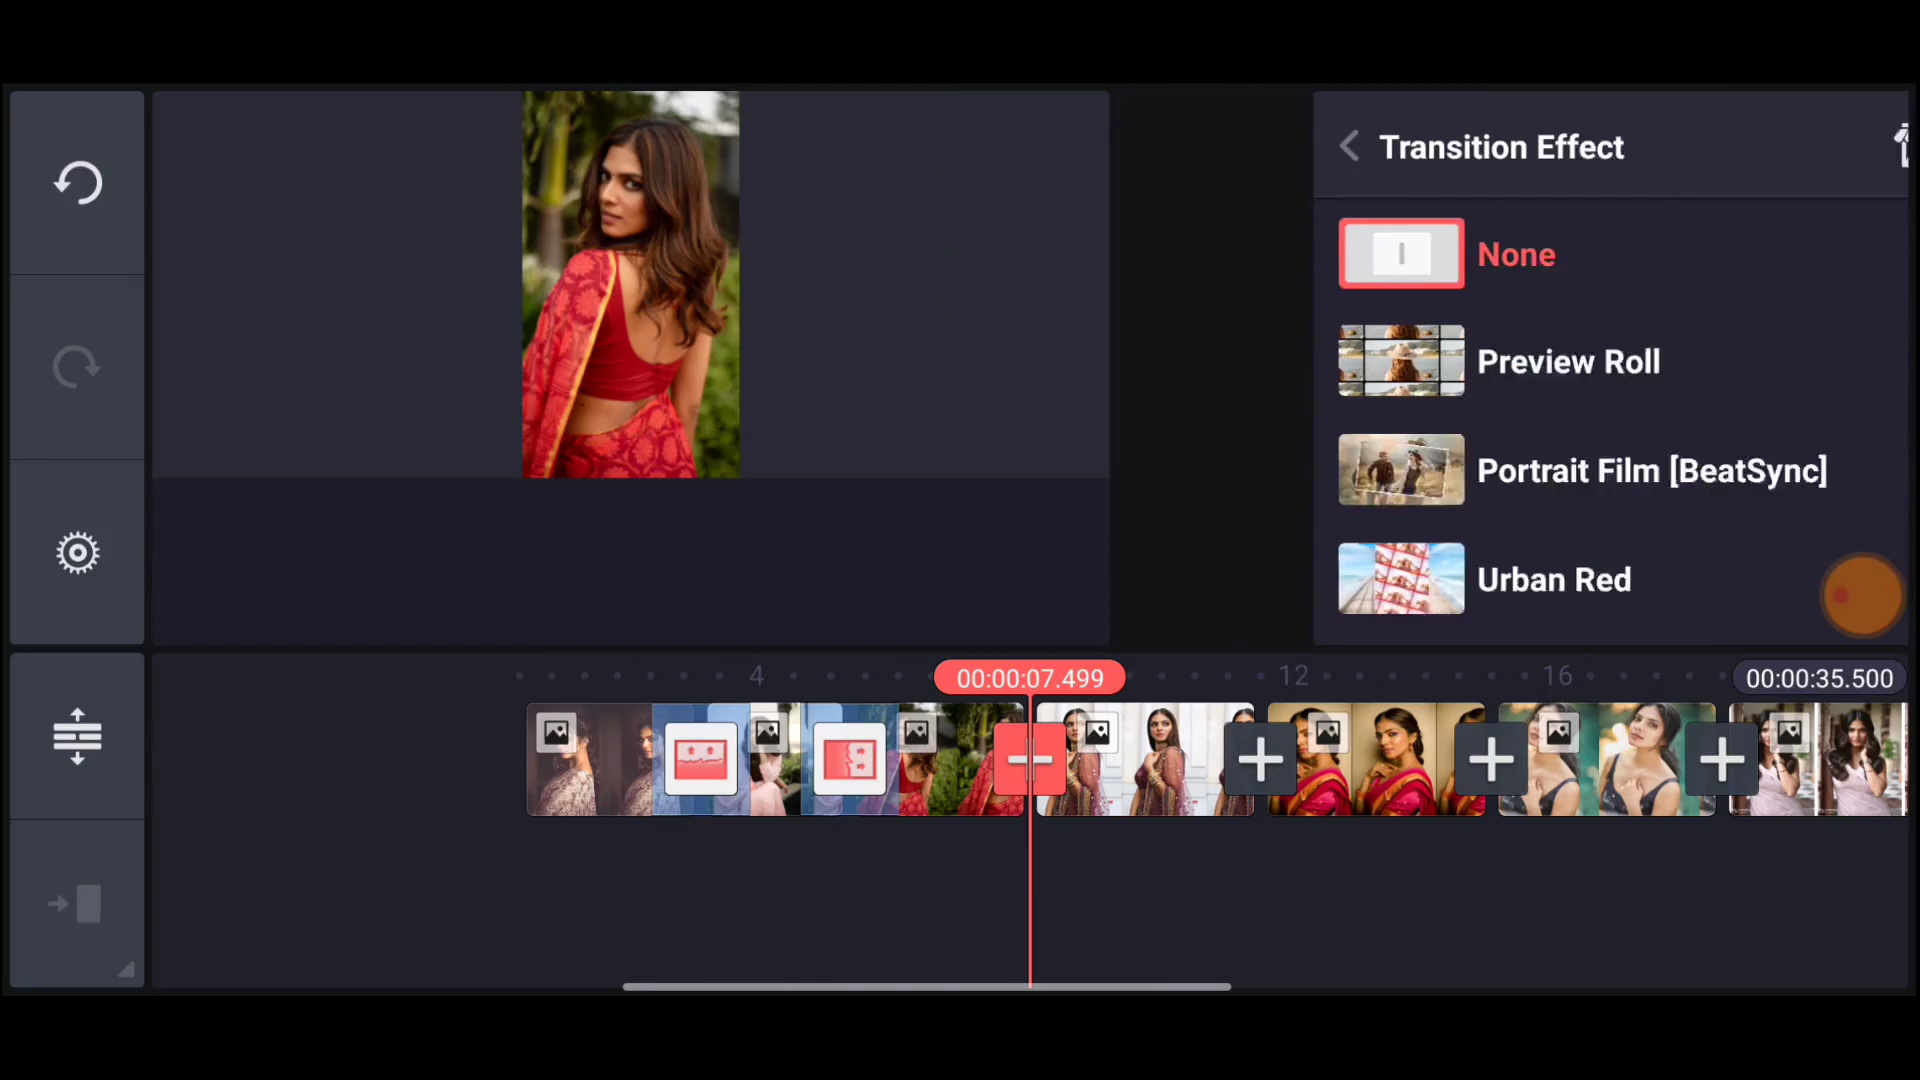 Transition Effect
None
Preview Roll
Portrait Film [BeatSync]
Urban Red
4
00:00:07.499
12
16
00:00:35.500